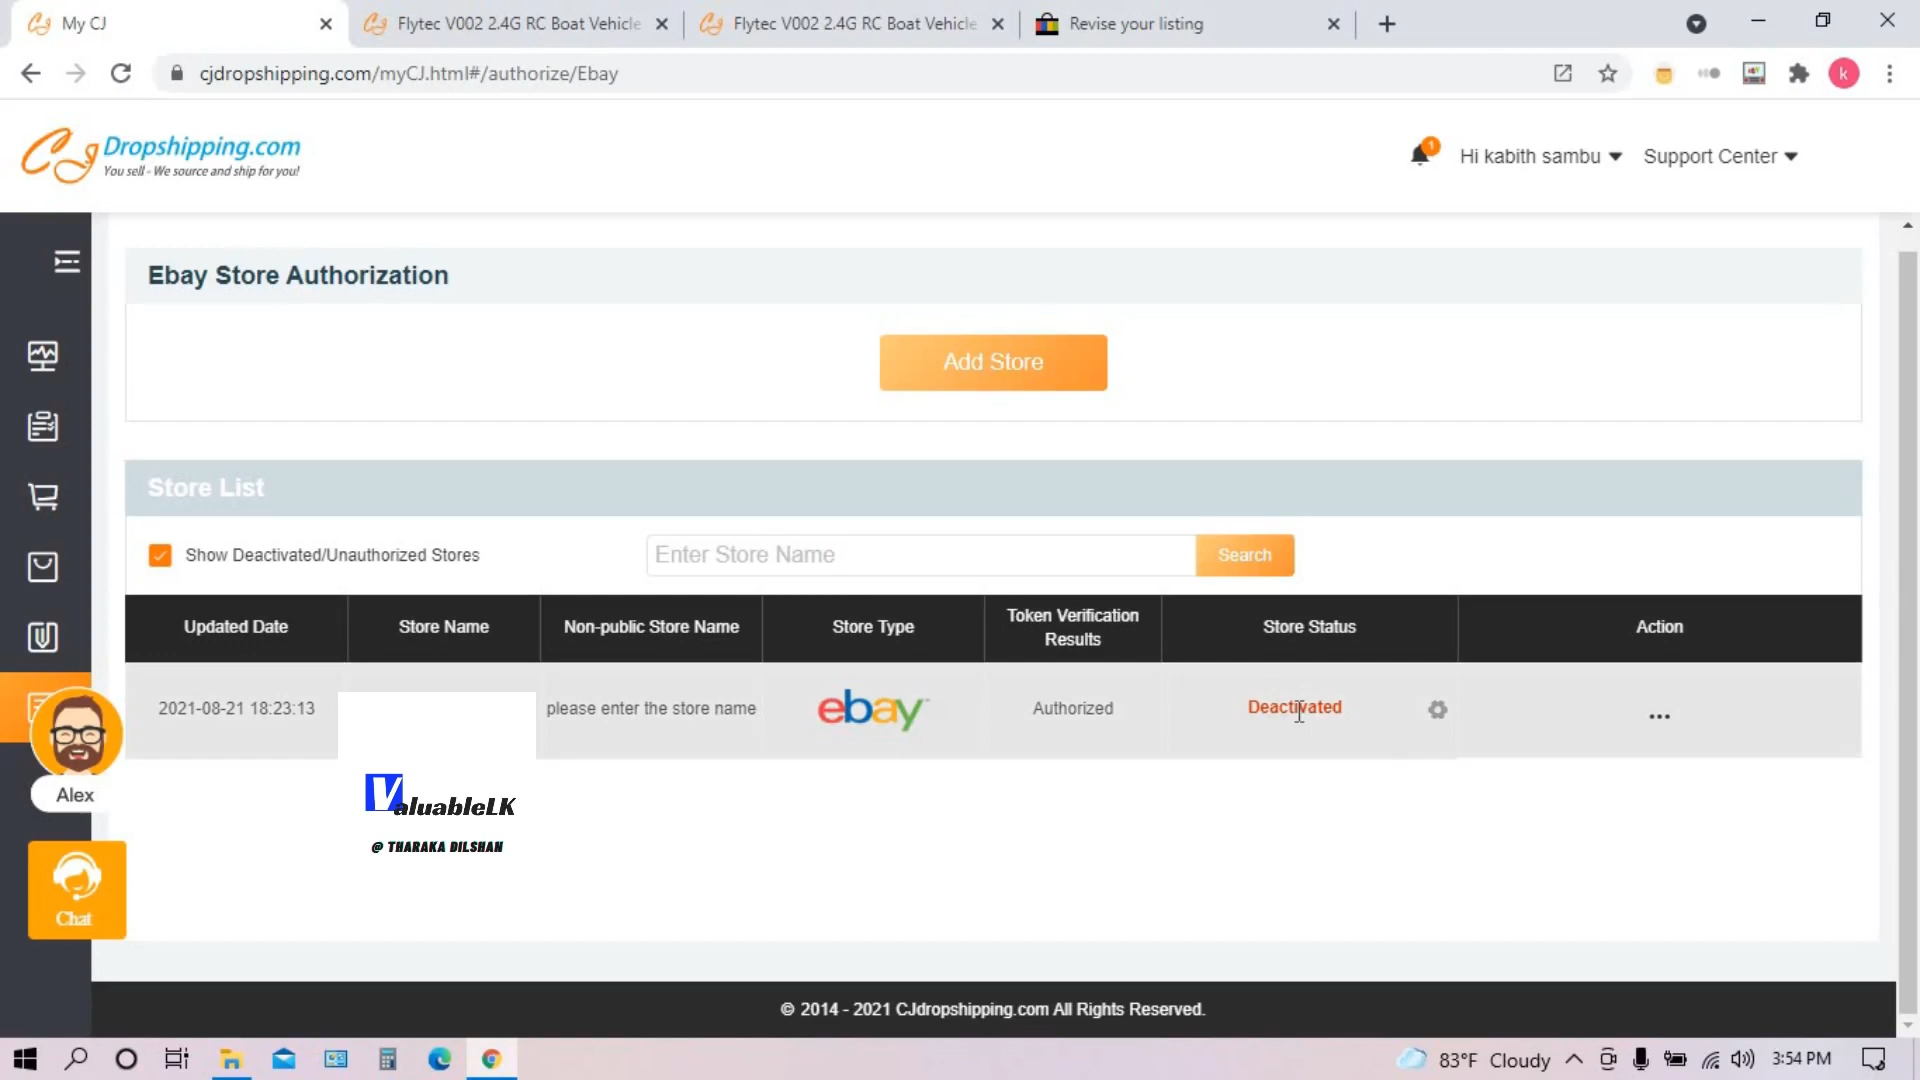 My CJ
Flytec V002 2.4G RC Boat Vehicle
Flytec V002 2.4G RC Boat Vehicle
Revise your listing
cjdropshipping.com/myCJ.html#/authorize/Ebay
k
CJ Dropshipping.com
You sell - We source and ship for you!
1
Hi kabith sambu
Support Center
Ebay Store Authorization
Add Store
Store List
Show Deactivated/Unauthorized Stores
Enter Store Name
Search
Updated Date
Store Name
Non-public Store Name
Store Type
Token Verification
Results
Store Status
Action
2021-08-21 18:23:13
please enter the store name
ebay
Authorized
Deactivated
Alex
ValuableLK
@ THARAKA DILSHAN
Chat
© 2014 - 2021 CJdropshipping.com All Rights Reserved.
83°F Cloudy
3:54 PM